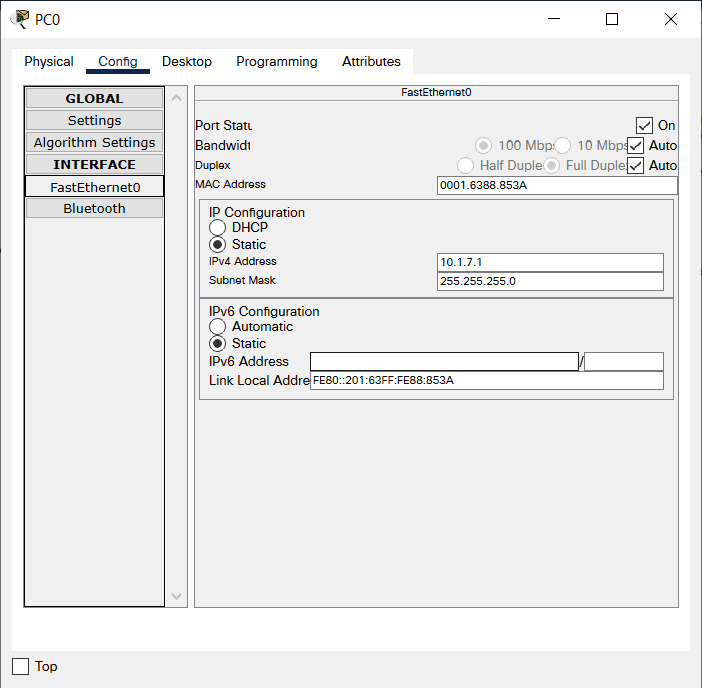 PC0
Physical Config Desktop Programming Attributes
GLOBAL
Settings
Algorithm Settings
INTERFACE
FastEthernet0
Bluetooth
FastEthernet0
Port Statu On
Bandwidt 100 Mbp 10 Mbps Auto
Duplex Half Duple Full Duple Auto
MAC Address 0001.6388.853A
IP Configuration
DHCP
Static
IPv4 Address 10.1.7.1
Subnet Mask 255.255.255.0
IPv6 Configuration
Automatic
Static
IPv6 Address /
Link Local Addre FE80::201:63FF:FE88:853A
Top